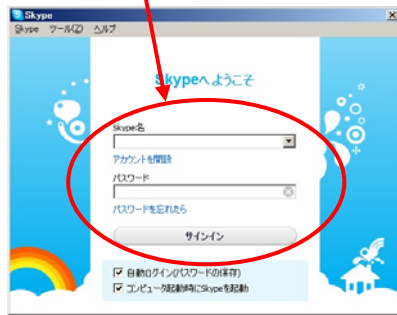 Skype
Skype ツール(Z) ヘルプ
Skypeへようこそ
Skype名
アカウントを開設
パスワード
パスワードを忘れたら
サインイン
自動ログイン(パスワードの保存)
コンピュータ起動時にSkypeを起動